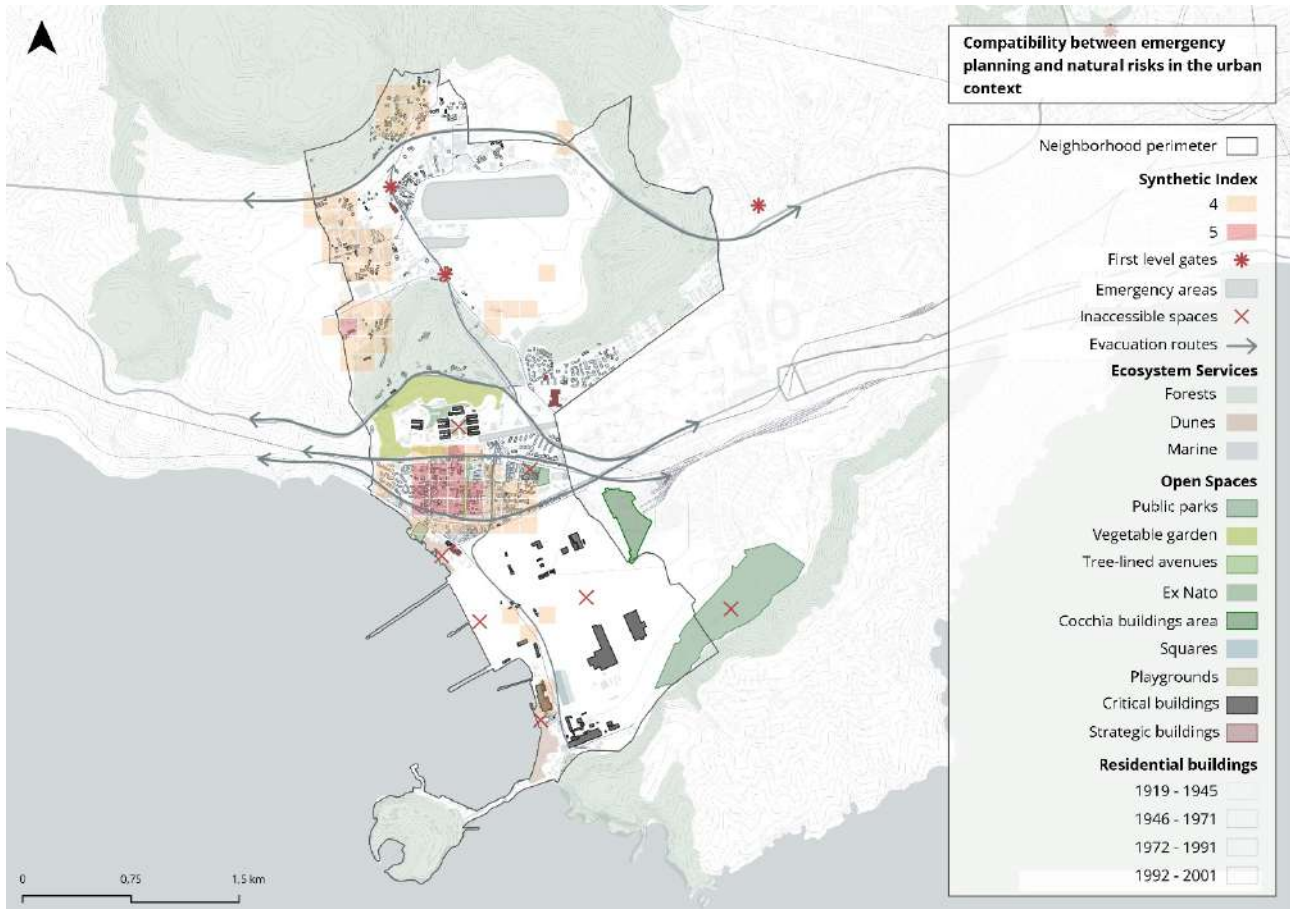 Compatibility between emergency
planning and natural risks in the urban
context
Neighborhood perimeter
Synthetic Index
4
5
First level gates
Emergency areas
Inaccessible spaces
Evacuation routes
Ecosystem Services
Forests
Dunes
Marine
Open Spaces
Public parks
Vegetable garden
Tree-lined avenues
Ex Nato
Cocchia buildings area
Squares
Playgrounds
Critical buildings
Strategic buildings
Residential buildings
1919 - 1945
1946 - 1971
1972 - 1991
1992 - 2001
0 0,75 1,5 km